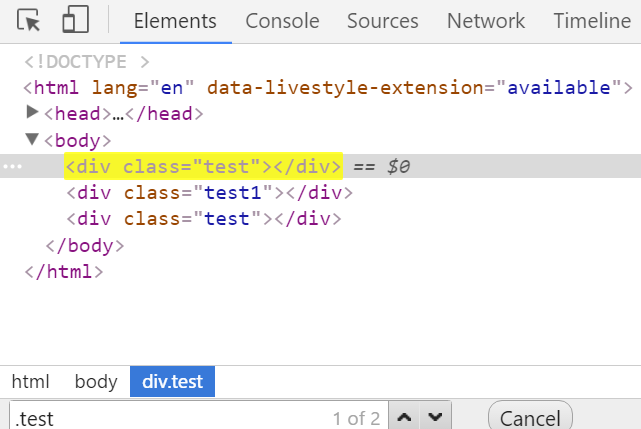 Elements Console Sources Network Timeline
<!DOCTYPE >
<html lang="en" data-livestyle-extension="available">
<head>…</head>
<body>
<div class="test"></div> == $0
<div class="test1"></div>
<div class="test"></div>
</body>
</html>
html body div.test
.test 1 of 2 Cancel